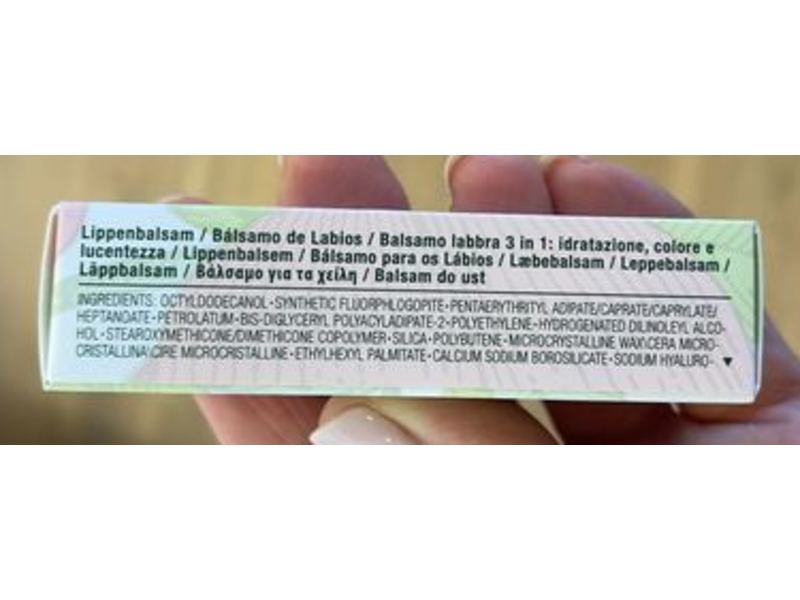 Lippenbalsam / Bálsamo de Labios / Balsamo labbra 3 in 1: idratazione, colore e
lucentezza / Lippenbalsem / Bálsamo para os Lábios / Læbebalsam / Leppebalsam /
Läppbalsam / Βάλσαμο για τα χείλη / Balsam do ust
INGREDIENTS: OCTYLDODECANOL•SYNTHETIC FLUORPHLOGOPITE•PENTAERYTHRITYL ADIPATE/CAPRATE/CAPRYLATE/
HEPTANOATE•PETROLATUM•BIS-DIGLYCERYL POLYACYLADIPATE-2•POLYETHYLENE•HYDROGENATED DILINOLEYL ALCO-
HOL•STEAROXYMETHICONE/DIMETHICONE COPOLYMER•SILICA•POLYBUTENE•MICROCRYSTALLINE WAX\CERA MICRO-
CRISTALLINA\CIRE MICROCRISTALLINE•ETHYLHEXYL PALMITATE•CALCIUM SODIUM BOROSILICATE•SODIUM HYALURO- ▼